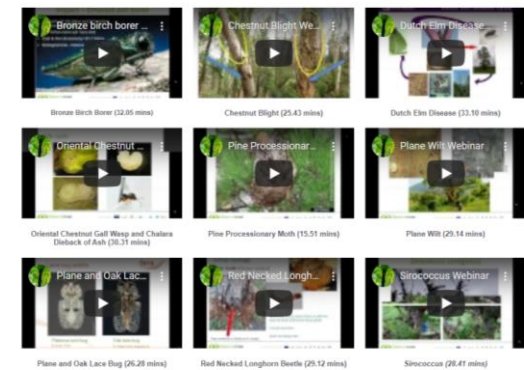 Bronze birch borer ...
Chestnut Blight We...
Dutch Elm Disease...
Bronze Birch Borer (32.05 mins)
Chestnut Blight (25.43 mins)
Dutch Elm Disease (33.10 mins)
Oriental Chestnut ...
Pine Processionar...
Plane Wilt Webinar
Oriental Chestnut Gall Wasp and Chalara
Dieback of Ash (38.31 mins)
Pine Processionary Moth (15.51 mins)
Plane Wilt (29.14 mins)
Plane and Oak Lac...
Red Necked Longh...
Sirococcus Webinar
Plane and Oak Lace Bug (26.28 mins)
Red Necked Longhorn Beetle (29.12 mins)
Sirococcus (28.41 mins)